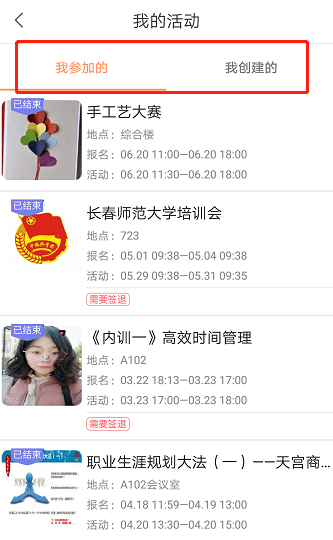 我的活动
我参加的
我创建的
已结束
手工艺大赛
地点：综合楼
报名：06.20 11:00—06.20 18:00
活动：06.20 11:30—06.20 18:00
已结束
长春师范大学培训会
地点：723
报名：05.01 09:38—05.04 09:38
活动：05.29 09:38—05.31 09:35
需要签退
已结束
《内训一》高效时间管理
地点：A102
报名：03.22 18:13—03.23 17:00
活动：03.23 17:00—03.23 18:00
需要签退
已结束
职业生涯规划大法（一）——天宫商...
地点：A102会议室
报名：04.18 11:59—04.19 13:00
活动：04.20 13:30—04.20 15:00